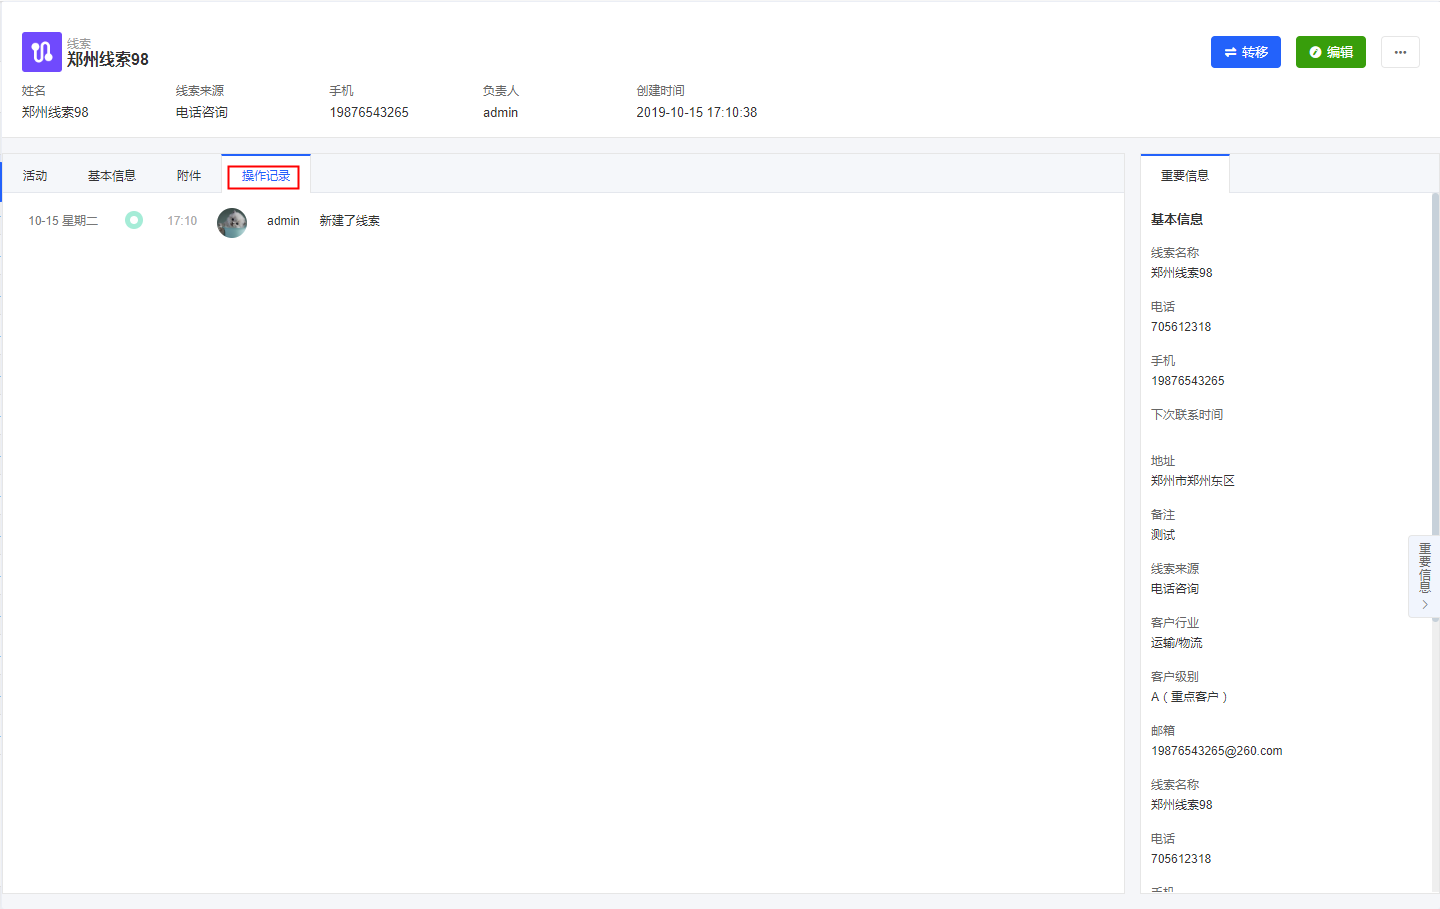 线索
郑州线索98
转移
编辑
姓名
线索来源
手机
负责人
创建时间
郑州线索98
电话咨询
19876543265
admin
2019-10-15 17:10:38
活动
基本信息
附件
操作记录
10-15 星期二
17:10
admin
新建了线索
重要信息
基本信息
线索名称
郑州线索98
电话
705612318
手机
19876543265
下次联系时间
地址
郑州市郑州东区
备注
测试
线索来源
电话咨询
客户行业
运输/物流
客户级别
A（重点客户）
邮箱
19876543265@260.com
线索名称
郑州线索98
电话
705612318
重要信息